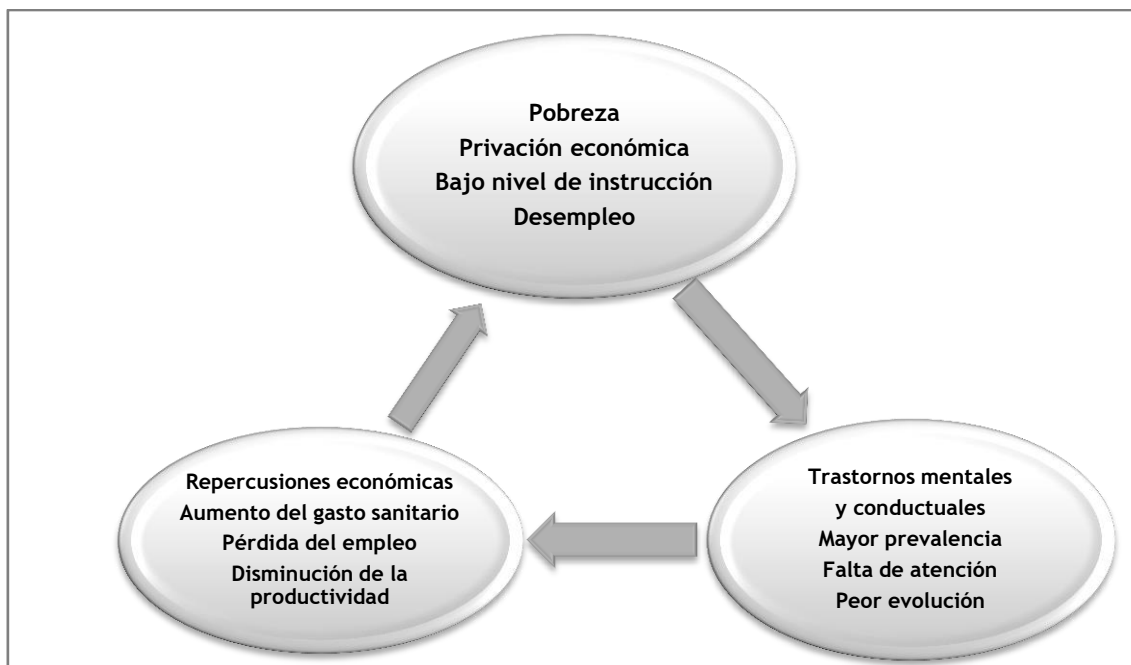 Pobreza
Privación económica
Bajo nivel de instrucción
Desempleo
Trastornos mentales
y conductuales
Mayor prevalencia
Falta de atención
Peor evolución
Repercusiones económicas
Aumento del gasto sanitario
Pérdida del empleo
Disminución de la
productividad